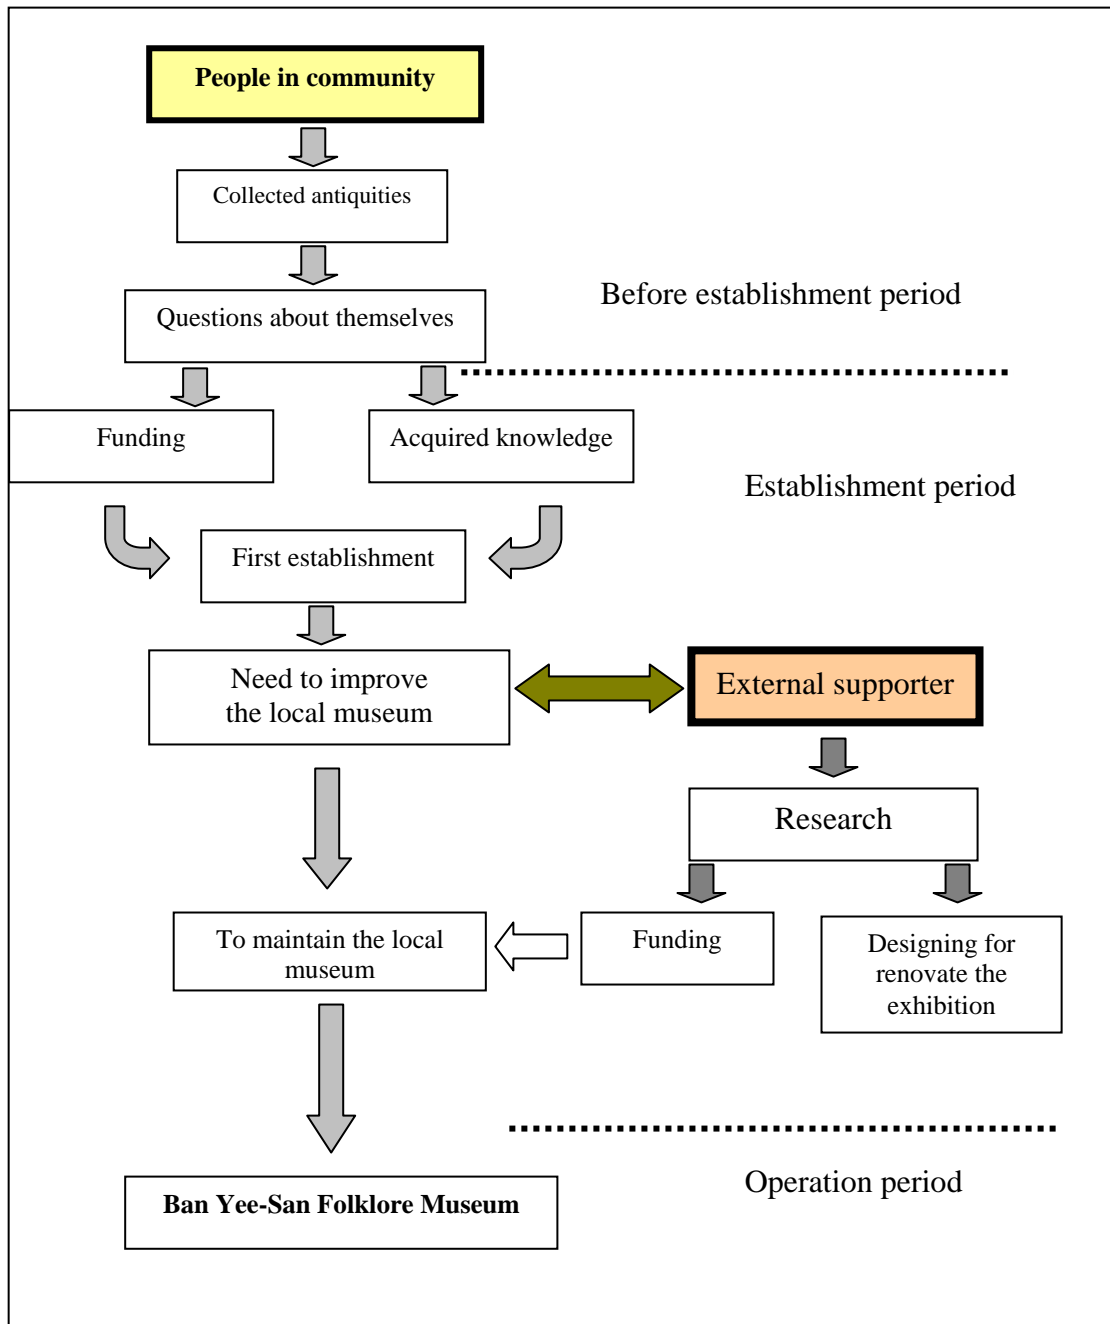 People in community
Collected antiquities
Before establishment period
Questions about themselves
Funding
Acquired knowledge
Establishment period
First establishment
Need to improve
the local museum
External supporter
Research
To maintain the local
museum
Funding
Designing for
renovate the
exhibition
Operation period
Ban Yee-San Folklore Museum